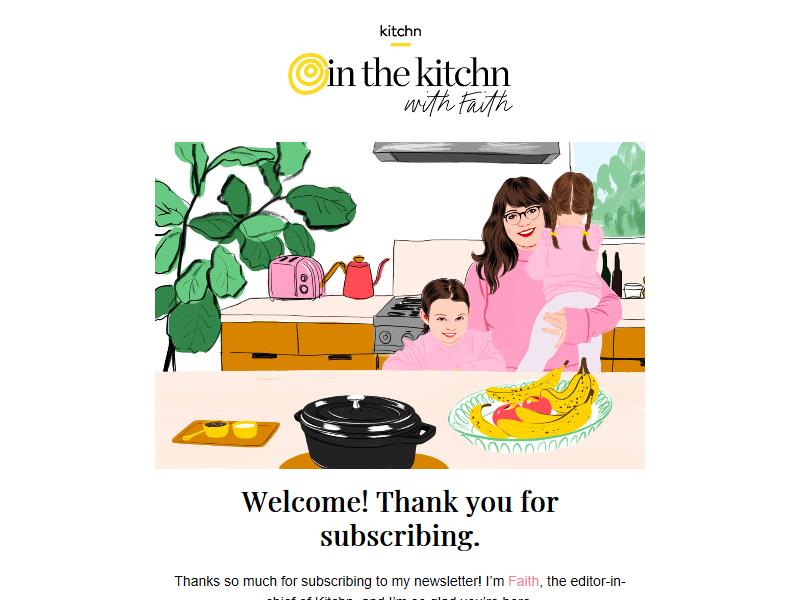 kitchn
in the kitchn
with Faith
Welcome! Thank you for
subscribing.
Thanks so much for subscribing to my newsletter! I'm Faith, the editor-in-
chief of Kitchn, and I'm so glad you're here.